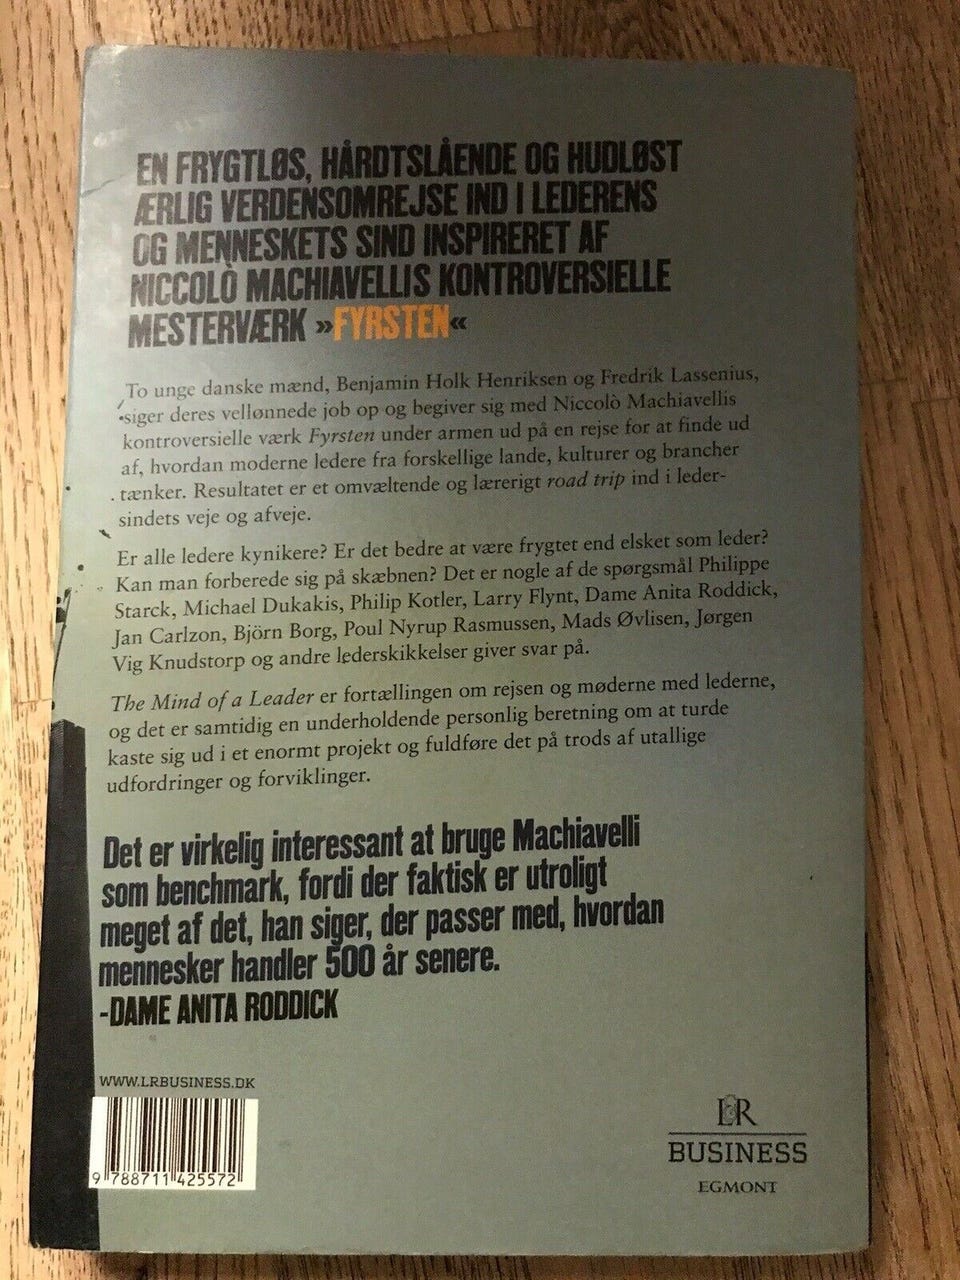 EN FRYGTLØS, HÅRDTSLÅENDE OG HUDLØST
ÆRLIG VERDENSOMREJSE IND I LEDERENS
OG MENNESKETS SIND INSPIRERET AF
NICCOLÒ MACHIAVELLIS KONTROVERSIELLE
MESTERVÆRK »FYRSTEN«
To unge danske mænd, Benjamin Holk Henriksen og Fredrik Lassenius,
siger deres vellønnede job op og begiver sig med Niccolò Machiavellis
kontroversielle værk Fyrsten under armen ud på en rejse for at finde ud
af, hvordan moderne ledere fra forskellige lande, kulturer og brancher
tænker. Resultatet er et omvæltende og lærerigt road trip ind i leder-
sindets veje og afveje.
Er alle ledere kynikere? Er det bedre at være frygtet end elsket som leder?
Kan man forberede sig på skæbnen? Det er nogle af de spørgsmål Philippe
Starck, Michael Dukakis, Philip Kotler, Larry Flynt, Dame Anita Roddick,
Jan Carlzon, Björn Borg, Poul Nyrup Rasmussen, Mads Øvlisen, Jørgen
Vig Knudstorp og andre lederskikkelser giver svar på.
The Mind of a Leader er fortællingen om rejsen og møderne med lederne,
og det er samtidig en underholdende personlig beretning om at turde
kaste sig ud i et enormt projekt og fuldføre det på trods af utallige
udfordringer og forviklinger.
Det er virkelig interessant at bruge Machiavelli
som benchmark, fordi der faktisk er utroligt
meget af det, han siger, der passer med, hvordan
mennesker handler 500 år senere.
-DAME ANITA RODDICK
WWW.LRBUSINESS.DK
9 788711 425572
L&R
BUSINESS
EGMONT